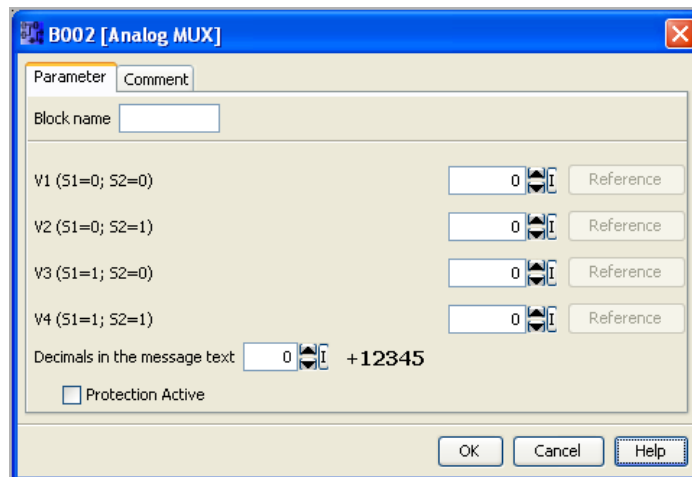 B002 [Analog MUX]
Parameter Comment
Block name
V1 (S1=0; S2=0) 0 Reference
V2 (S1=0; S2=1) 0 Reference
V3 (S1=1; S2=0) 0 Reference
V4 (S1=1; S2=1) 0 Reference
Decimals in the message text 0 +12345
Protection Active
OK Cancel Help